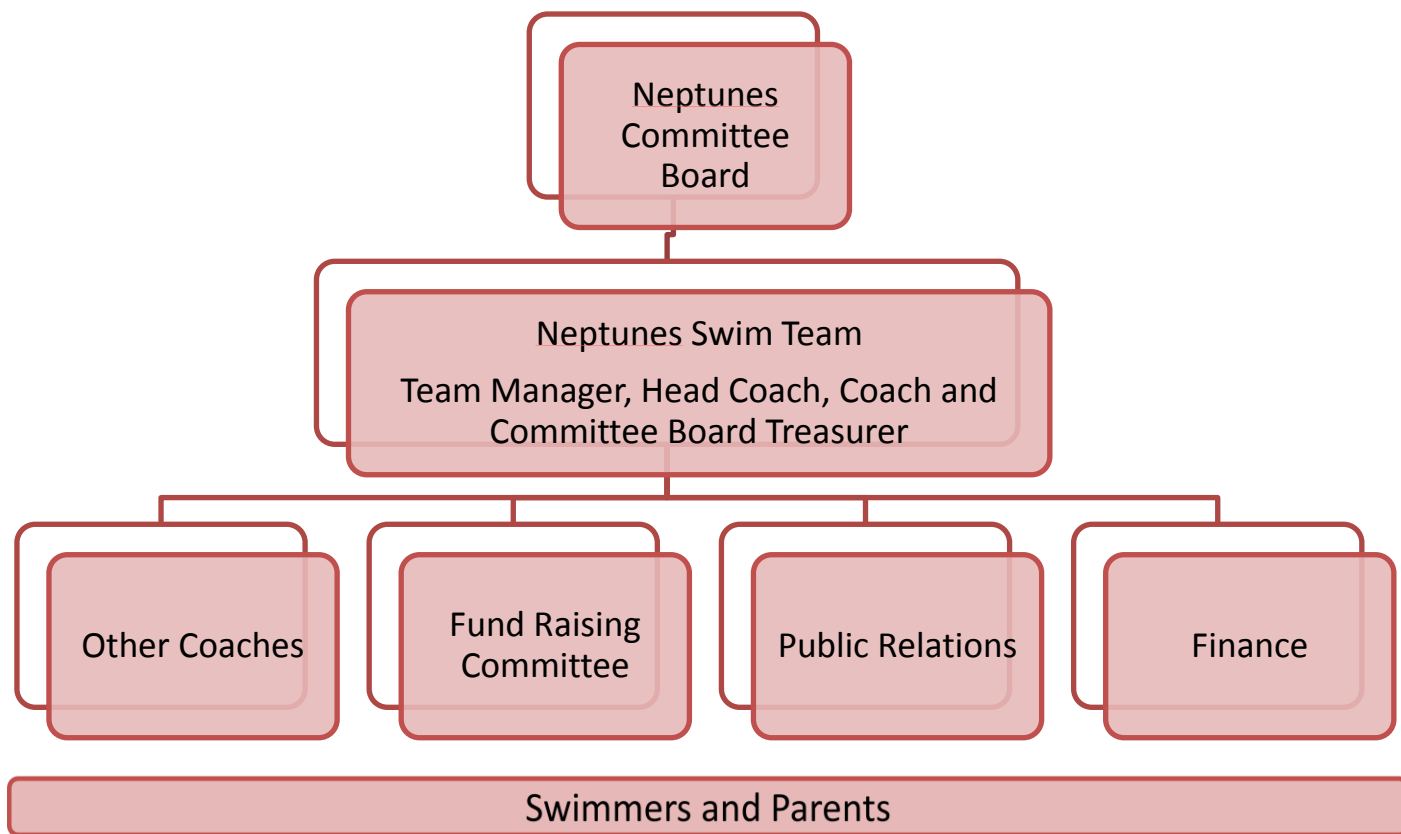 Neptunes
Committee
Board
Neptunes Swim Team
Team Manager, Head Coach, Coach and
Committee Board Treasurer
Other Coaches
Fund Raising
Committee
Public Relations
Finance
Swimmers and Parents